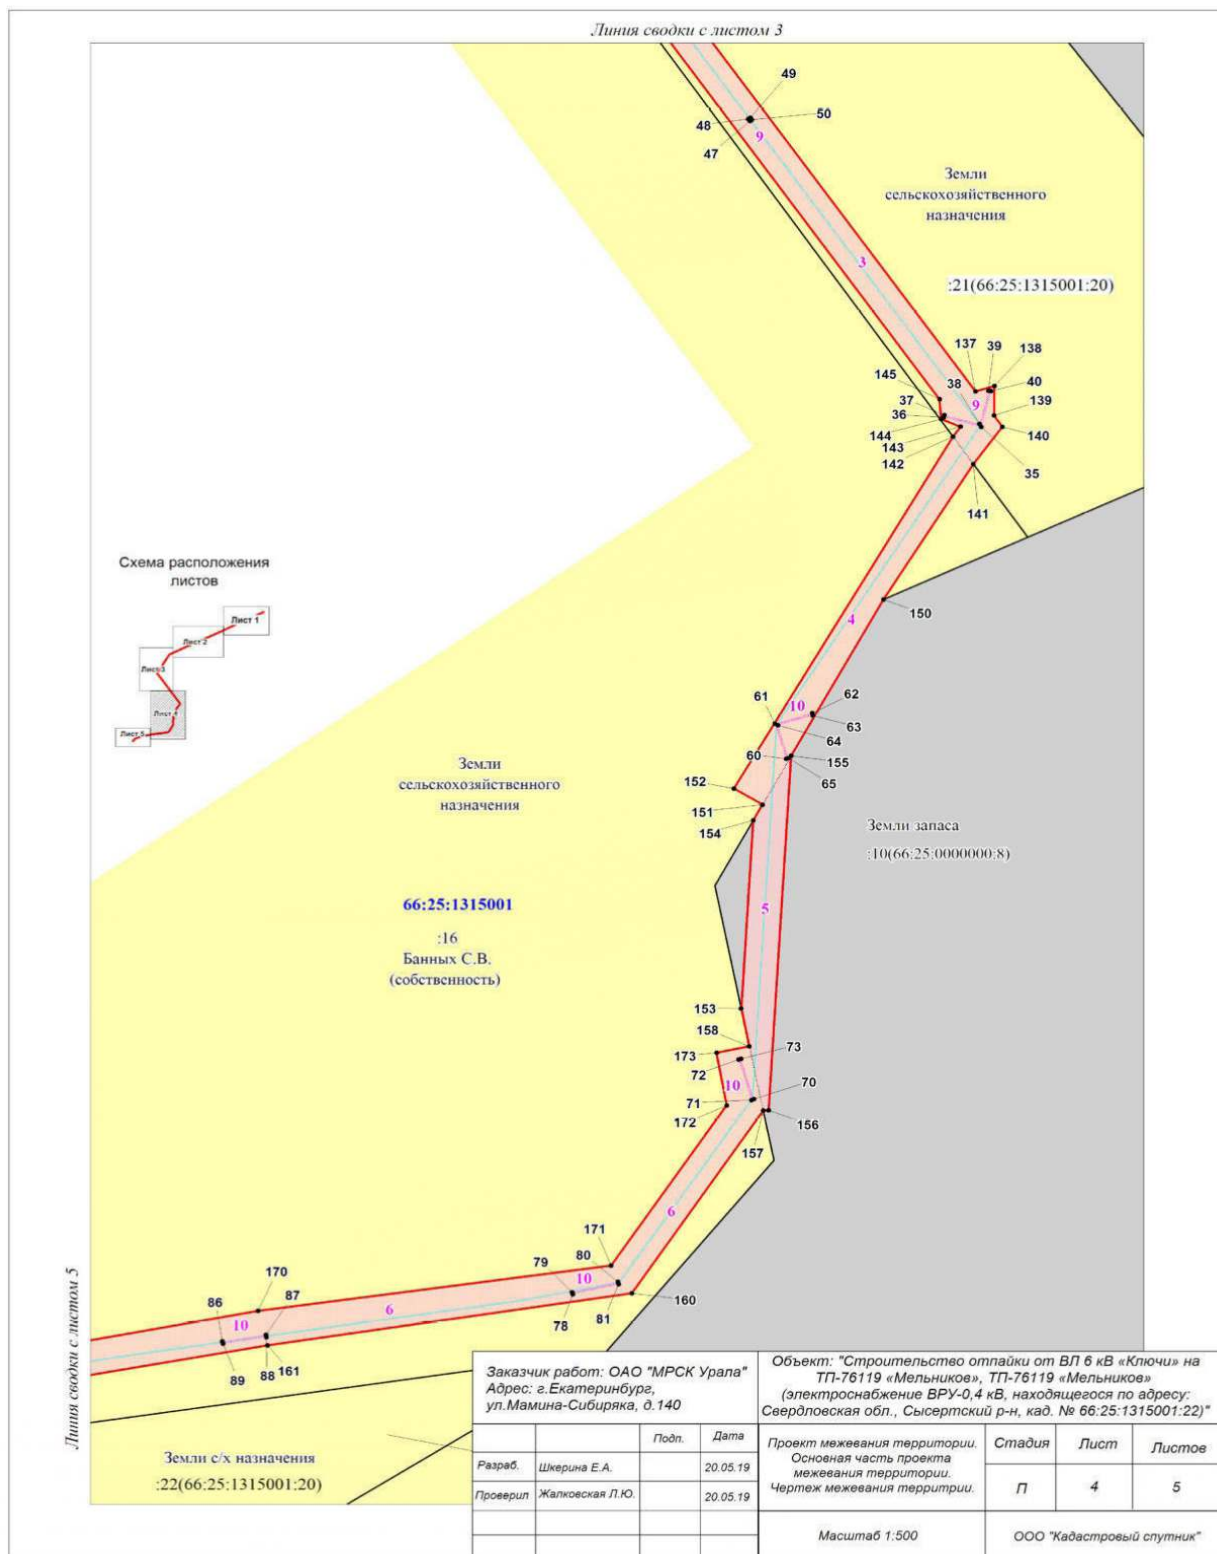 Линия сводки с листом 3
49
50
48
47
9
Земли
сельскохозяйственного
назначения
3
:21(66:25:1315001:20)
137
39
138
38
40
145
37
36
9
139
144
143
142
140
35
141
150
4
Схема расположения
листов
Лист 1
Лист 2
Лист 3
Лист 4
Лист 5
61
10
62
63
64
60
155
65
152
151
154
Земли
сельскохозяйственного
назначения
Земли запаса
:10(66:25:0000000:8)
66:25:1315001
:16
Банных С.В.
(собственность)
5
153
158
173
73
72
10
70
71
172
156
157
6
171
80
79
10
78
81
160
170
87
86
10
6
89
88
161
Линия сводки с листом 5
Земли с/х назначения
:22(66:25:1315001:20)
Заказчик работ: ОАО "МРСК Урала"
Адрес: г.Екатеринбург,
ул.Мамина-Сибиряка, д.140
Объект: "Строительство отпайки от ВЛ 6 кВ «Ключи» на
ТП-76119 «Мельников», ТП-76119 «Мельников»
(электроснабжение ВРУ-0,4 кВ, находящегося по адресу:
Свердловская обл., Сысертский р-н, кад. № 66:25:1315001:22)"
Подп. Дата
Разраб. Шкерина Е.А. 20.05.19
Проверил Жалковская Л.Ю. 20.05.19
Проект межевания территории.
Основная часть проекта
межевания территории.
Чертеж межевания территрии.
Стадия Лист Листов
П 4 5
Масштаб 1:500
ООО "Кадастровый спутник"